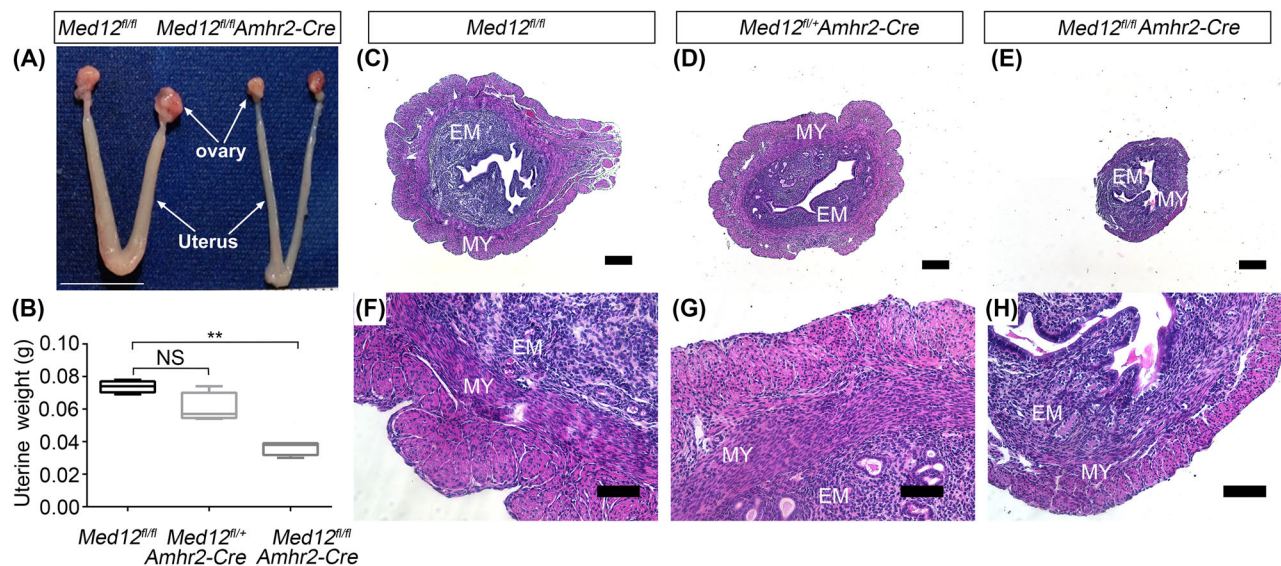 Med12fl/fl Med12fl/flAmhr2-Cre
Med12fl/fl
Med12fl/+Amhr2-Cre
Med12fl/fl Amhr2-Cre
(A)
ovary
Uterus
(B)
**
NS
Uterine weight (g)
0.10
0.08
0.06
0.04
0.02
0.00
Med12fl/fl
Med12fl/+
Amhr2-Cre
Med12fl/fl
Amhr2-Cre
(C)
EM
MY
(D)
MY
EM
(E)
EM
MY
(F)
EM
MY
(G)
MY
EM
(H)
EM
MY